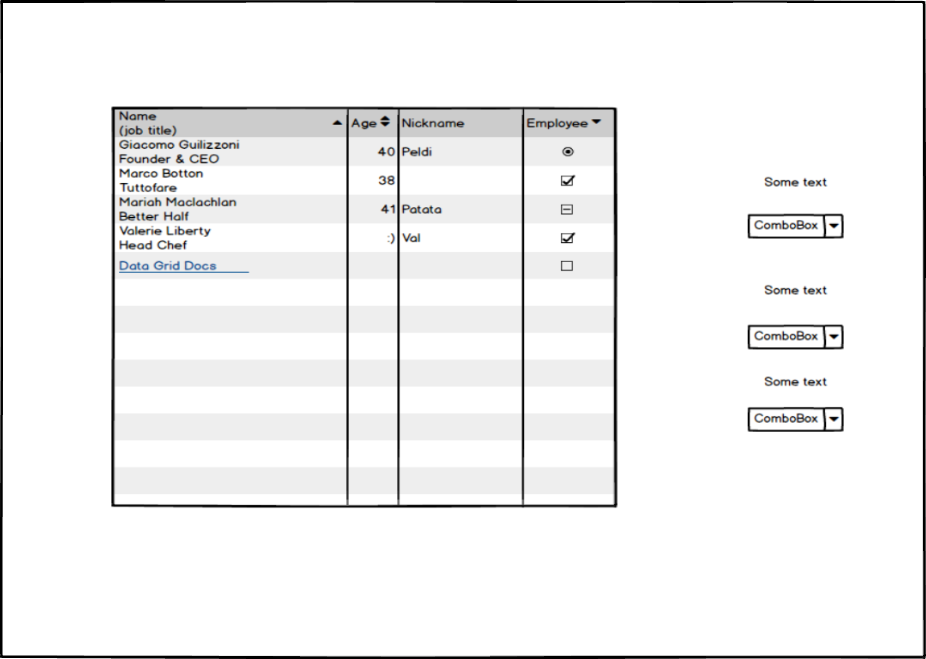 Name
(job title)
Age
Nickname
Employee
Giacomo Guilizzoni
Founder & CEO
40
Peldi
Marco Botton
Tuttofare
38
Mariah Maclachlan
Better Half
41
Patata
Valerie Liberty
Head Chef
:)
Val
Data Grid Docs
Some text
ComboBox
Some text
ComboBox
Some text
ComboBox